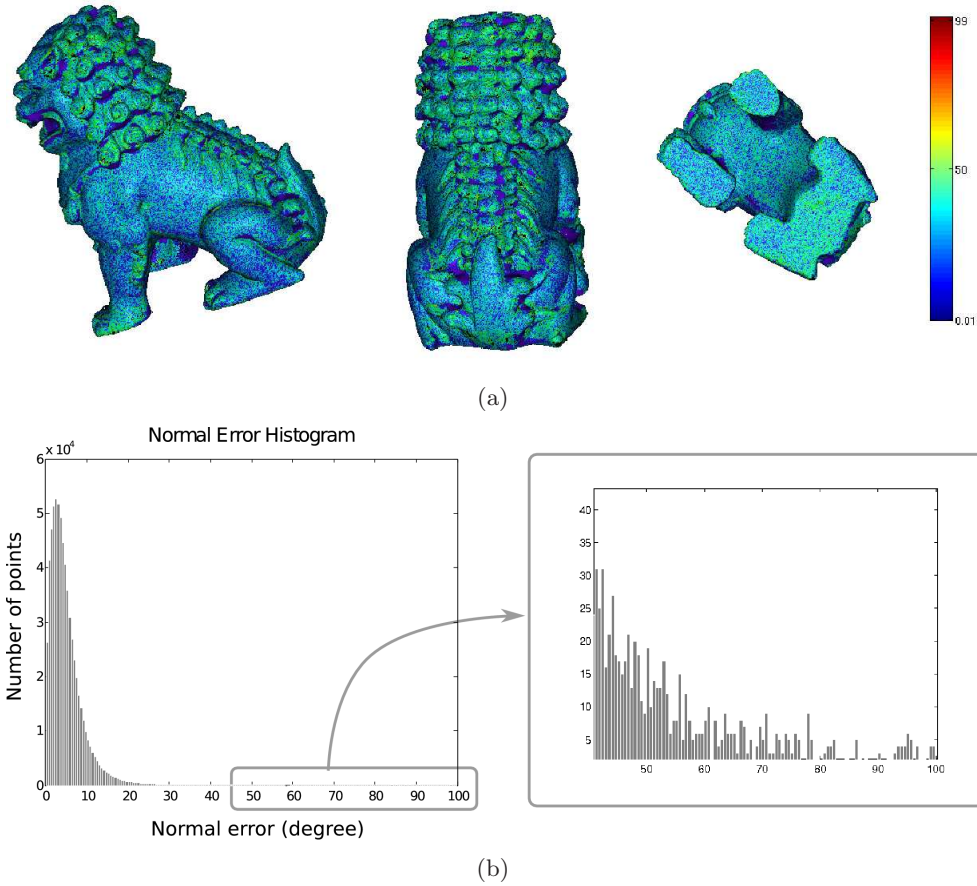 99
50
0.01
(a)
Normal Error Histogram
× 10⁴
6
5
4
3
2
1
0
0 10 20 30 40 50 60 70 80 90 100
Number of points
Normal error (degree)
40
35
30
25
20
15
10
5
50 60 70 80 90 100
(b)